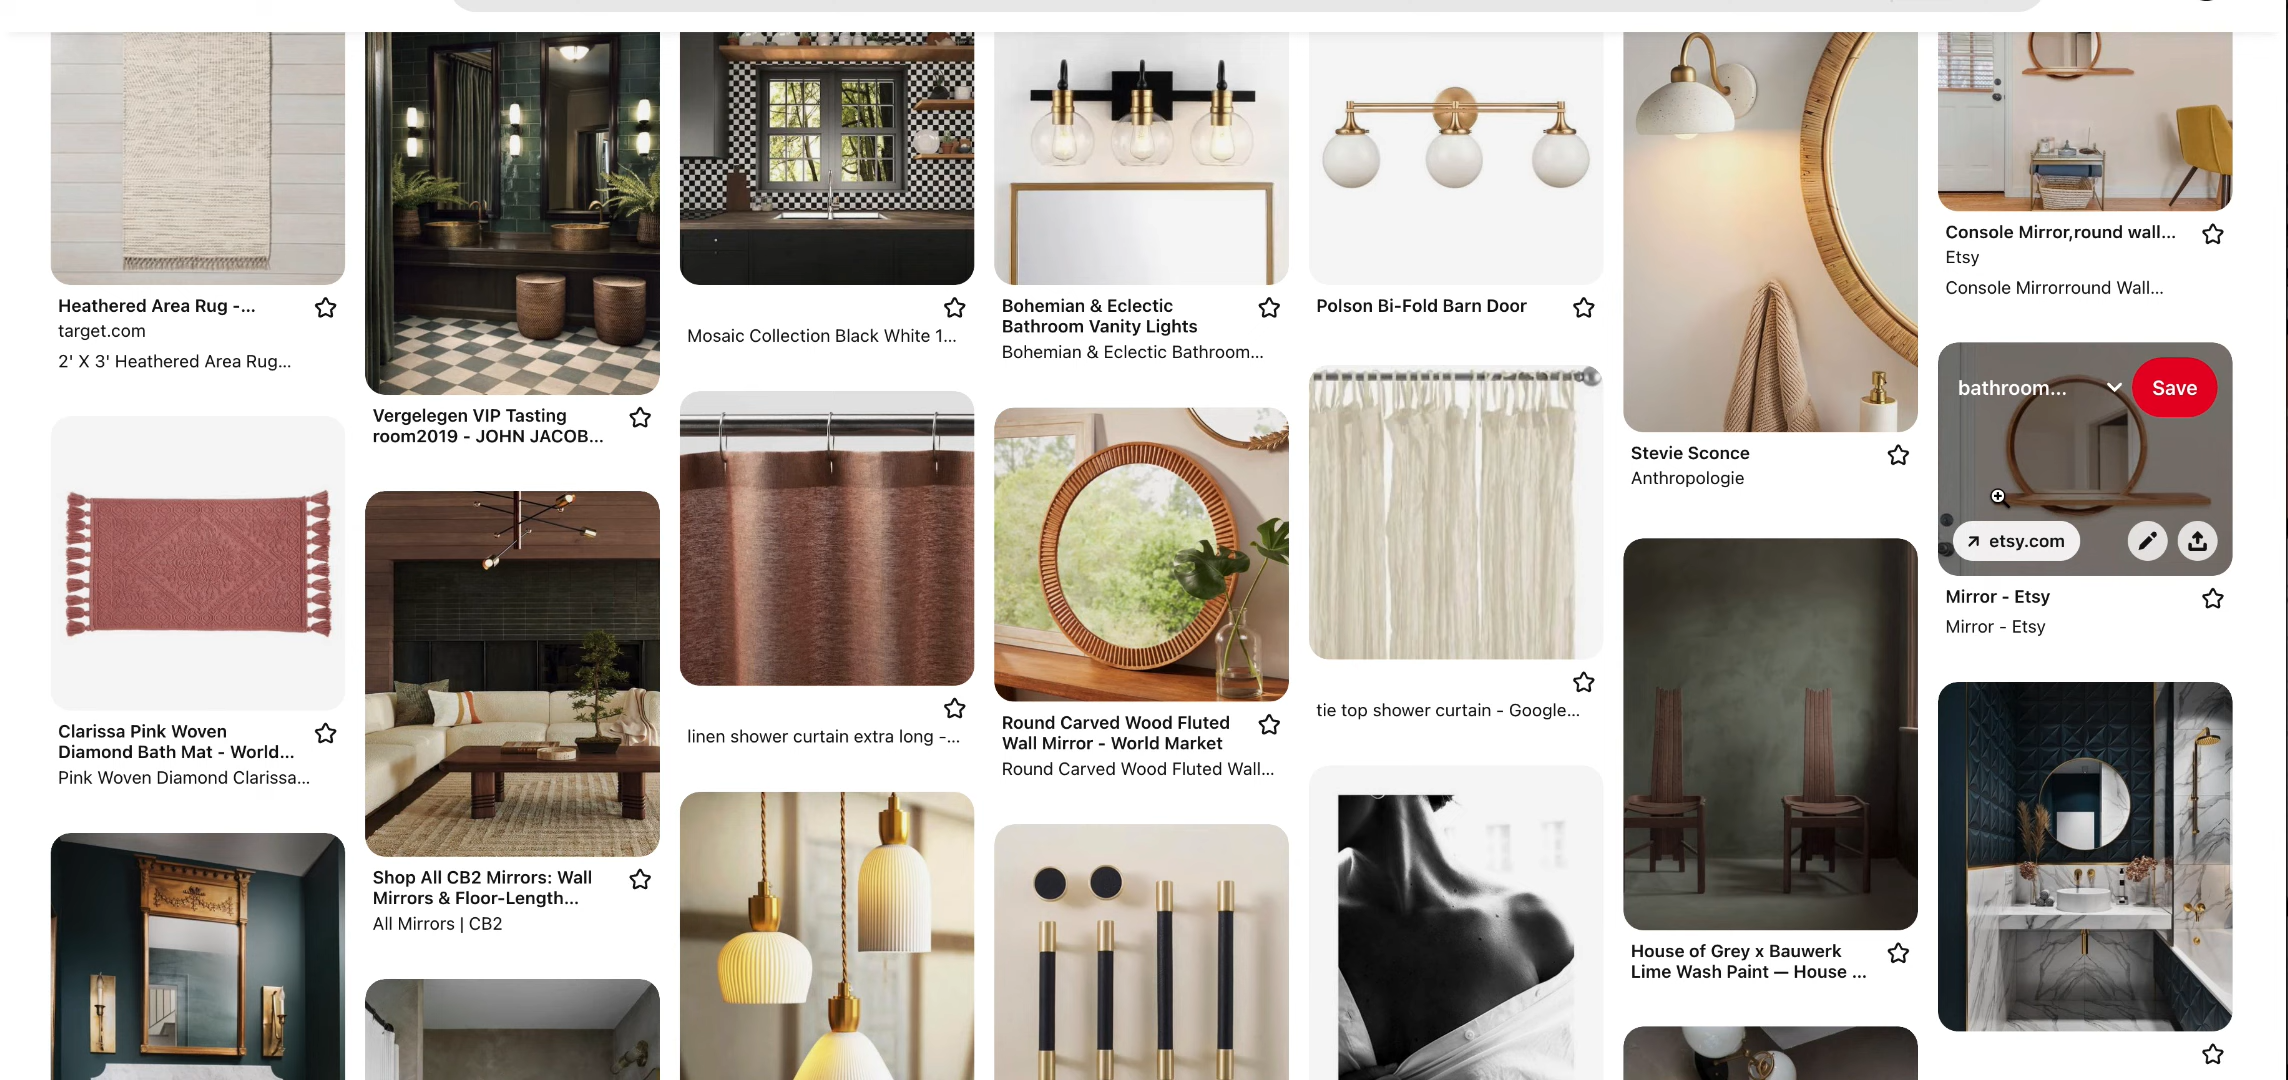 Heathered Area Rug -...
target.com
2' X 3' Heathered Area Rug...
Clarissa Pink Woven
Diamond Bath Mat - World...
Pink Woven Diamond Clarissa...
Vergelegen VIP Tasting
room2019 - JOHN JACOB...
Shop All CB2 Mirrors: Wall
Mirrors & Floor-Length...
All Mirrors | CB2
Mosaic Collection Black White 1...
linen shower curtain extra long -...
Bohemian & Eclectic
Bathroom Vanity Lights
Bohemian & Eclectic Bathroom...
Round Carved Wood Fluted
Wall Mirror - World Market
Round Carved Wood Fluted Wall...
Polson Bi-Fold Barn Door
tie top shower curtain - Google...
Stevie Sconce
Anthropologie
House of Grey x Bauwerk
Lime Wash Paint — House ...
Console Mirror,round wall...
Etsy
Console Mirrorround Wall...
bathroom...
Save
etsy.com
Mirror - Etsy
Mirror - Etsy